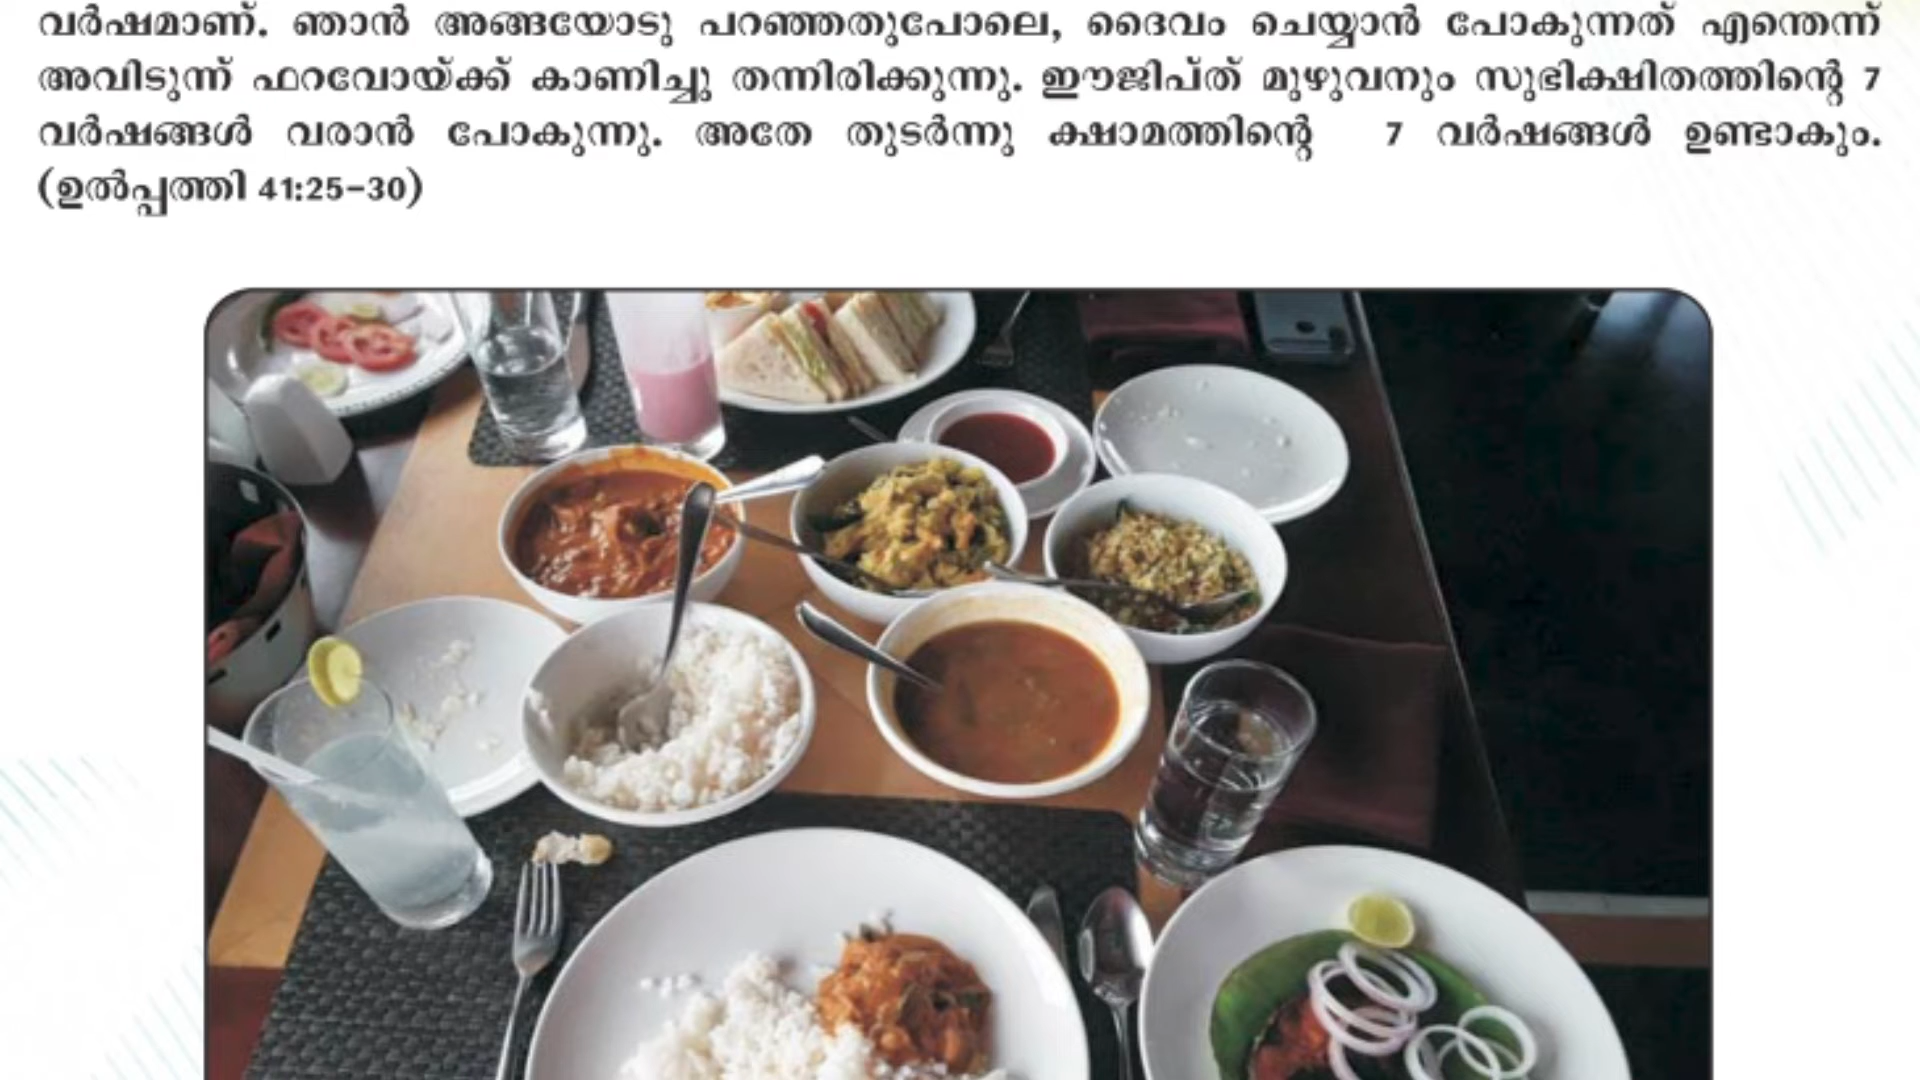 വർഷമാണ്. ഞാൻ അങ്ങയോടു പറഞ്ഞതുപോലെ, ദൈവം ചെയ്യാൻ പോകുന്നത് എന്തെന്ന്
അവിടുന്ന് ഫറവോയ്ക്ക് കാണിച്ചു തന്നിരിക്കുന്നു. ഈജിപ്ത് മുഴുവനും സുഭിക്ഷിതത്തിന്റെ 7
വർഷങ്ങൾ വരാൻ പോകുന്നു. അതേ തുടർന്നു ക്ഷാമത്തിന്റെ 7 വർഷങ്ങൾ ഉണ്ടാകും.
(ഉൽപ്പത്തി 41:25-30)